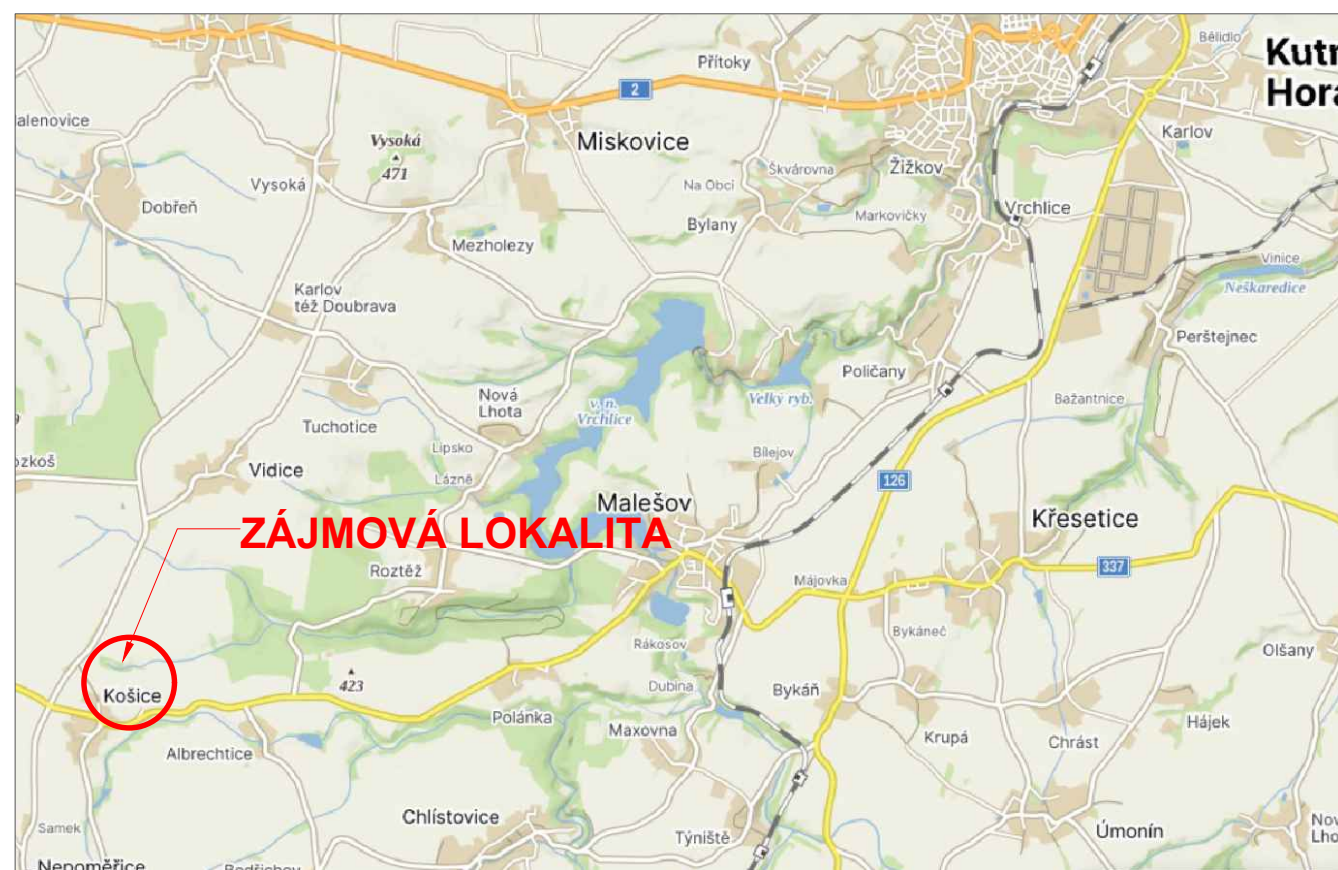 Bělidlo
Kutn
Hora
Přítoky
2
alenovice
Vysoká
471
Miskovice
Karlov
Škvárovna
Žižkov
Vysoká
Na Obci
Dobřeň
Vrchlice
Markovičky
Bylany
Mezholezy
Vinice
Neškaredice
Karlov
též Doubrava
Perštejnec
Poličany
Nová
Lhota
Velký ryb.
Bažantnice
v. n.
Vrchlice
Tuchotice
Lipsko
Bílejov
ozkoš
Vidice
Lázně
126
Malešov
Křesetice
ZÁJMOVÁ LOKALITA
337
Roztěž
Májovka
Bykáneč
Rákosov
Olšany
423
Dubina
Bykáň
Košice
Polánka
Hájek
Maxovna
Krupá
Chrást
Albrechtice
Chlístovice
Samek
Týniště
Úmonín
Nov
Lho
Nepoměřice